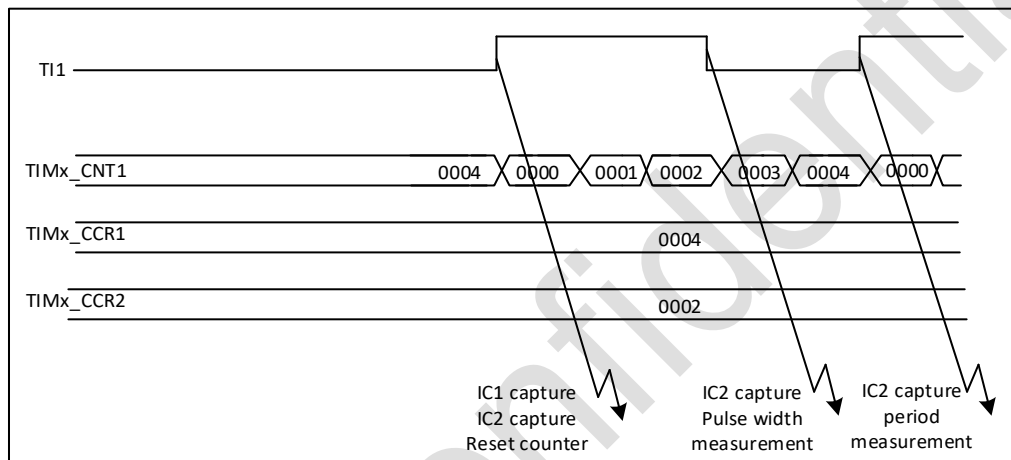 TI1
TIMx_CNT1
0004 0000 0001 0002 0003 0004 0000
TIMx_CCR1
0004
TIMx_CCR2
0002
IC1 capture
IC2 capture
Reset counter
IC2 capture
Pulse width
measurement
IC2 capture
period
measurement
onfidenti